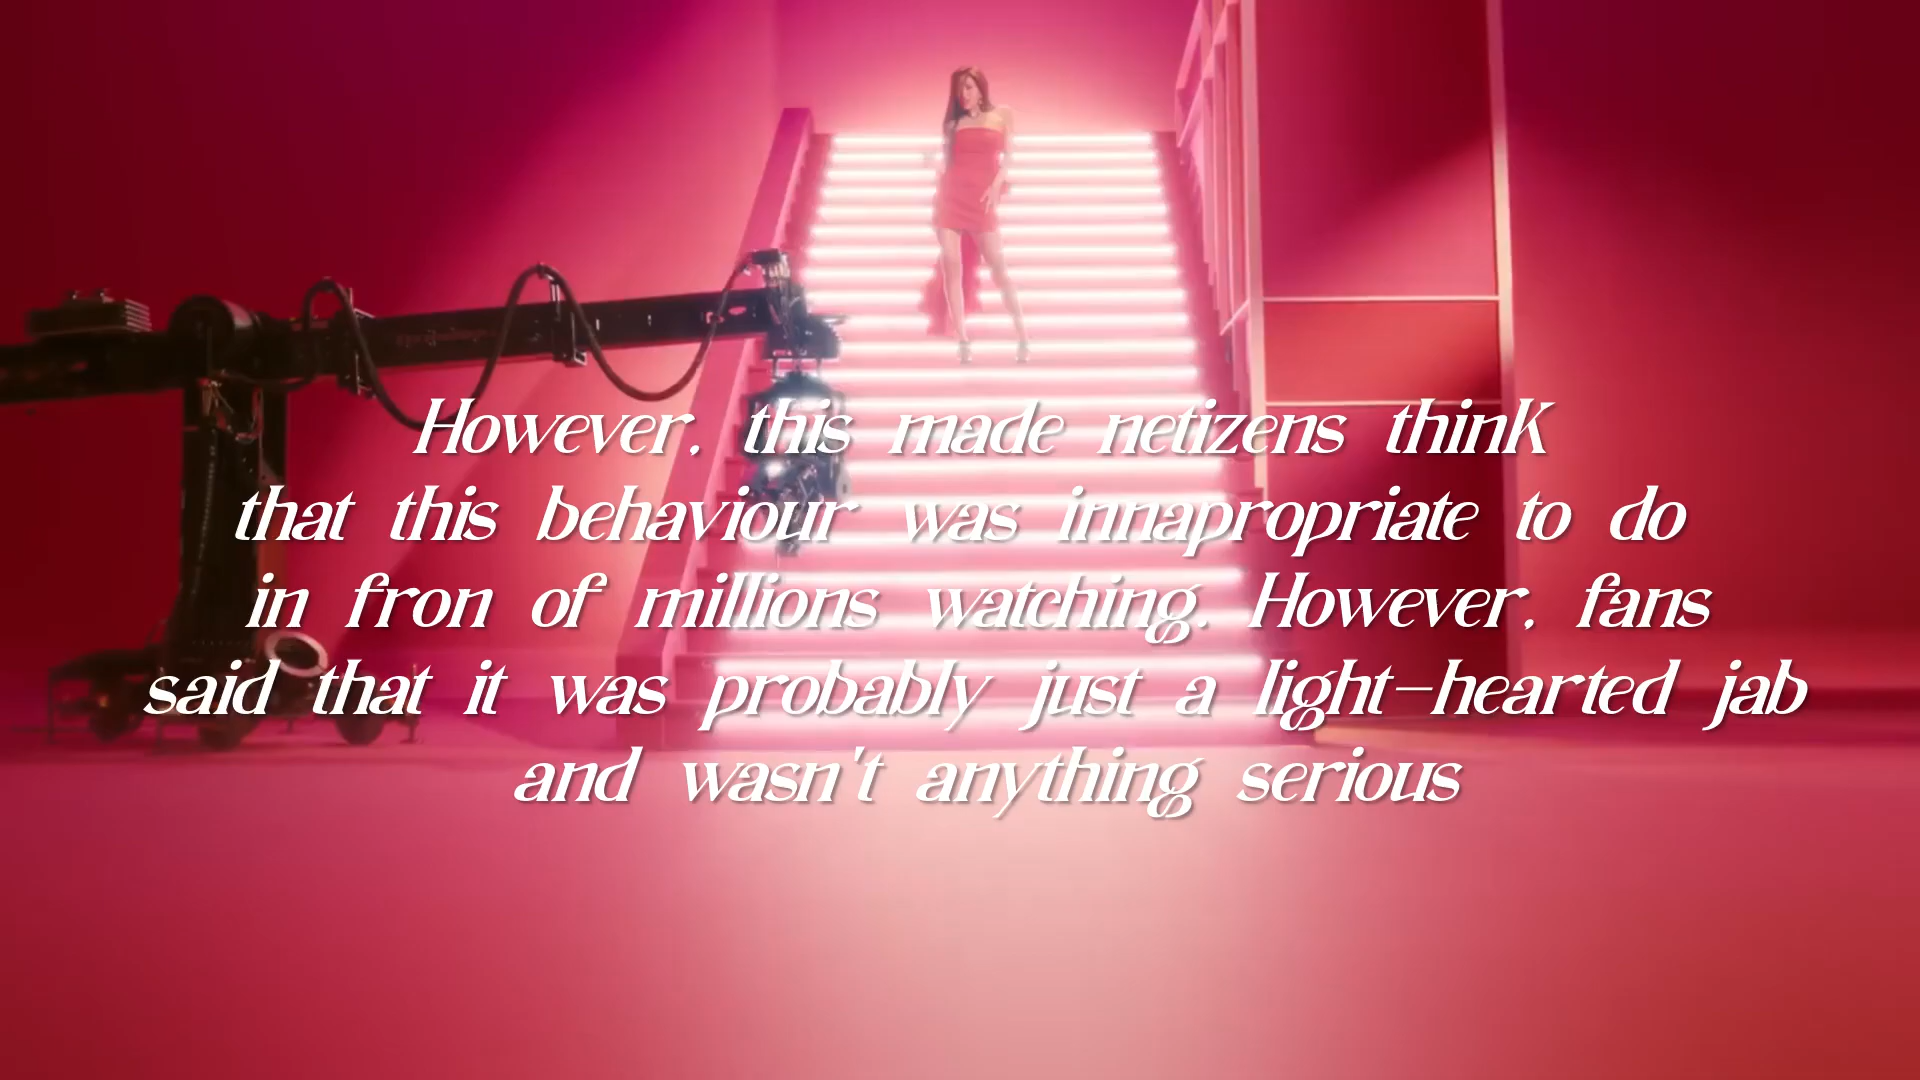 However, this made netizens think
that this behaviour was innapropriate to do
in fron of millions watching. However, fans
said that it was probably just a light-hearted jab
and wasn't anything serious